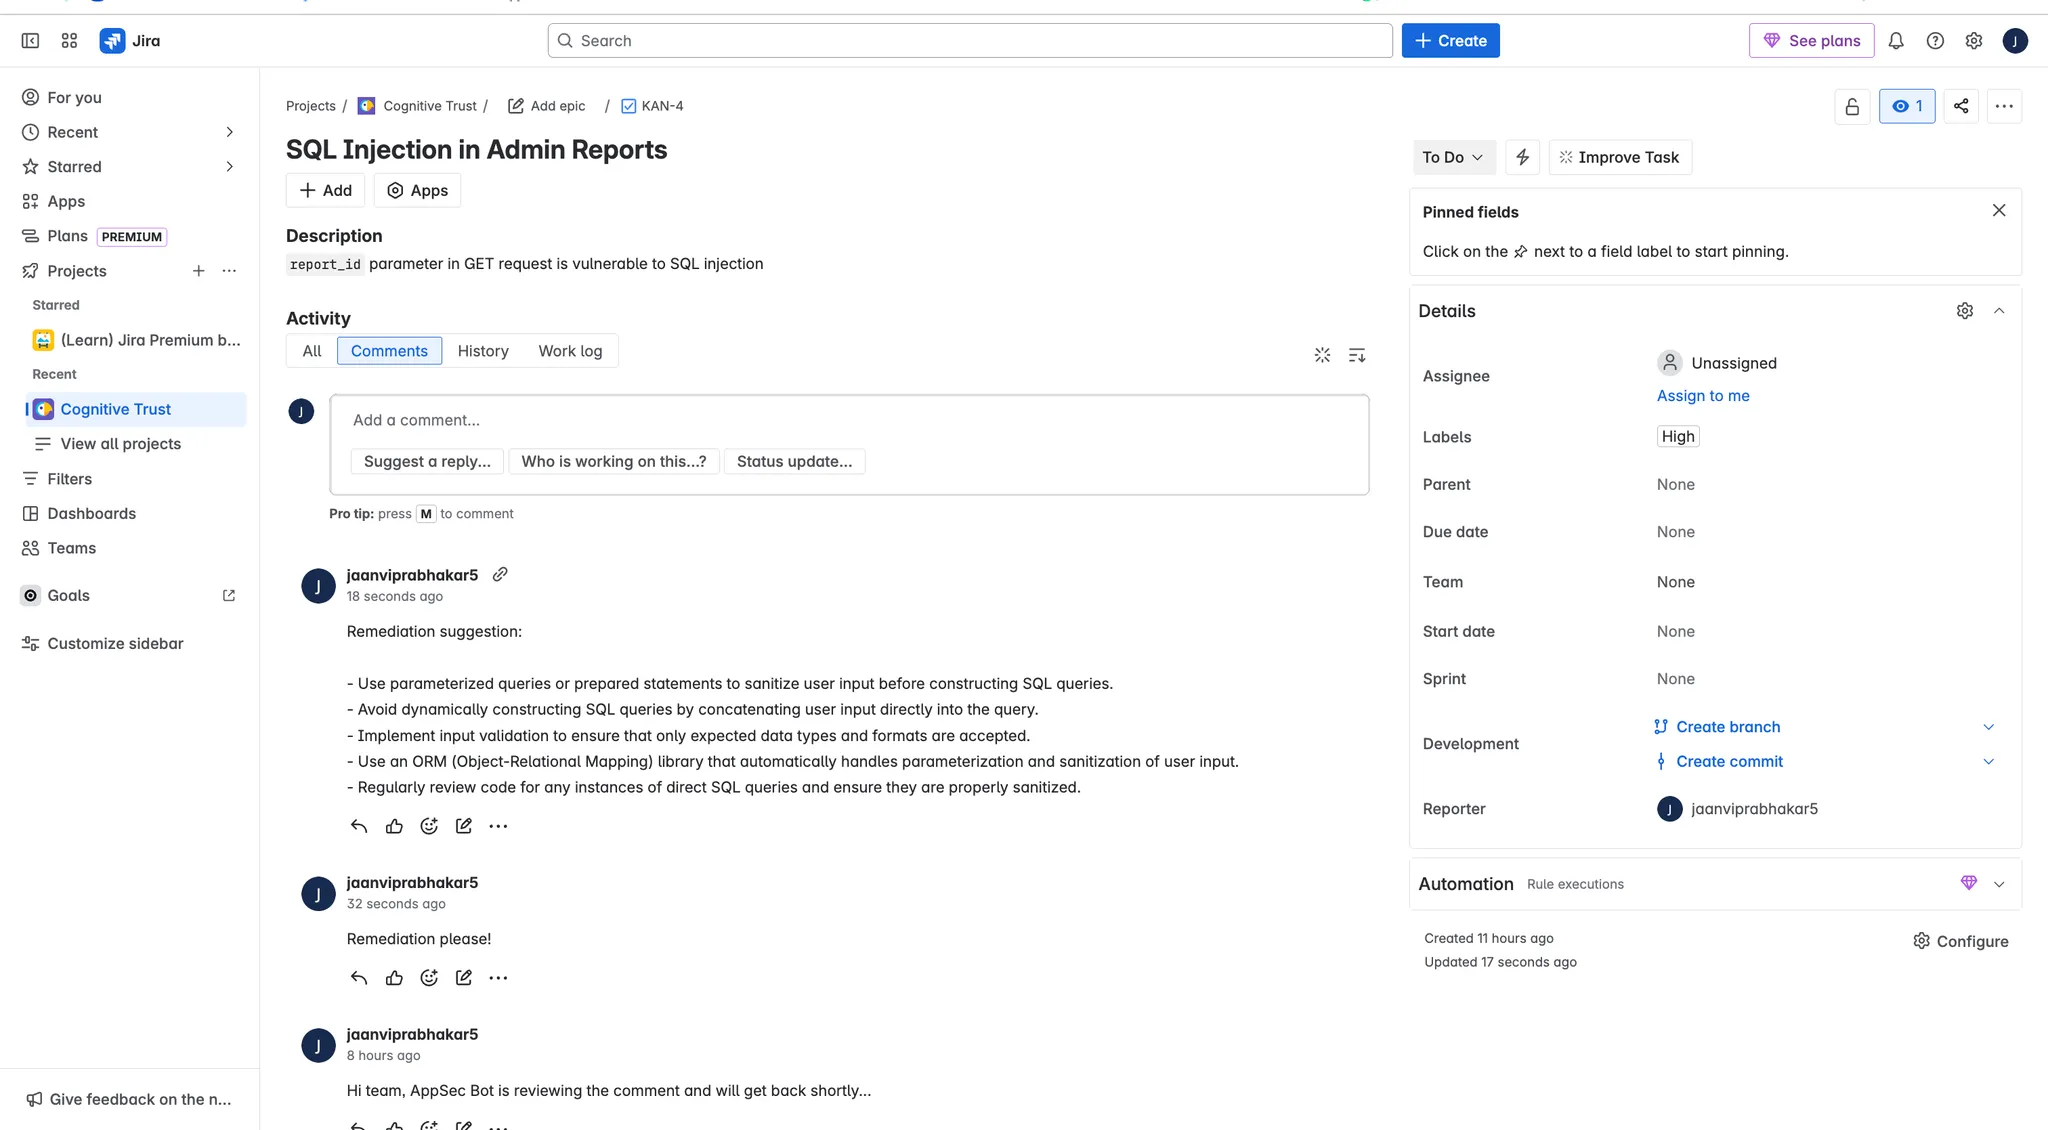 Jira
Search
Create
See plans
J
For you
Recent
Starred
Apps
Plans PREMIUM
Projects
Starred
(Learn) Jira Premium b...
Recent
Cognitive Trust
View all projects
Filters
Dashboards
Teams
Goals
Customize sidebar
Give feedback on the n...
Projects / Cognitive Trust / Add epic / KAN-4
SQL Injection in Admin Reports
Add Apps
Description
report_id parameter in GET request is vulnerable to SQL injection
Activity
All Comments History Work log
J
Add a comment...
Suggest a reply... Who is working on this...? Status update...
Pro tip: press M to comment
J
jaanviprabhakar5
18 seconds ago
Remediation suggestion:
- Use parameterized queries or prepared statements to sanitize user input before constructing SQL queries.
- Avoid dynamically constructing SQL queries by concatenating user input directly into the query.
- Implement input validation to ensure that only expected data types and formats are accepted.
- Use an ORM (Object-Relational Mapping) library that automatically handles parameterization and sanitization of user input.
- Regularly review code for any instances of direct SQL queries and ensure they are properly sanitized.
J
jaanviprabhakar5
32 seconds ago
Remediation please!
J
jaanviprabhakar5
8 hours ago
Hi team, AppSec Bot is reviewing the comment and will get back shortly...
1
To Do
Improve Task
Pinned fields
Click on the next to a field label to start pinning.
Details
Assignee Unassigned
Assign to me
Labels High
Parent None
Due date None
Team None
Start date None
Sprint None
Development Create branch
Create commit
Reporter J jaanviprabhakar5
Automation Rule executions
Created 11 hours ago
Updated 17 seconds ago
Configure